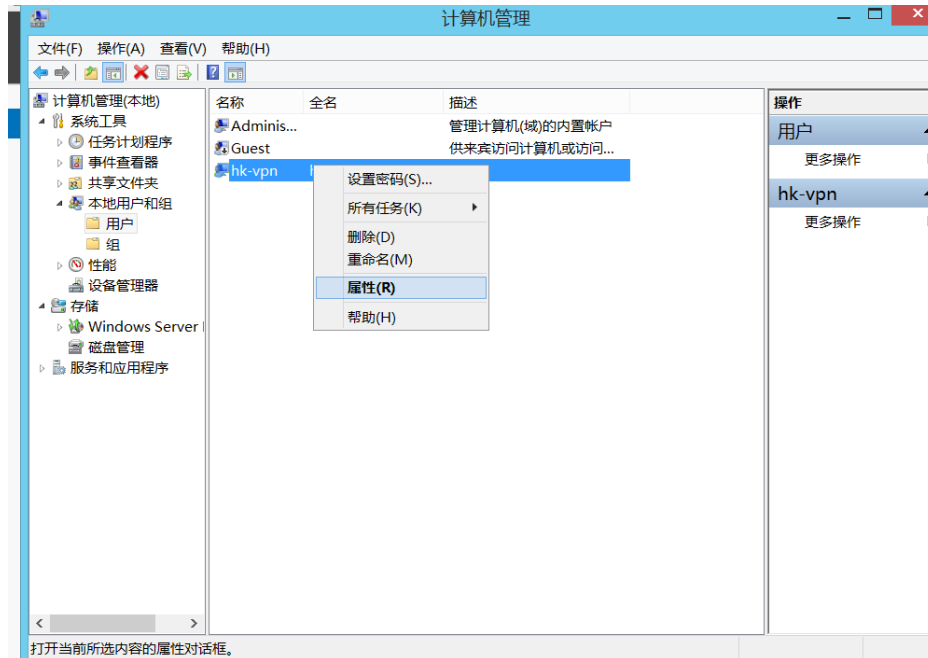 计算机管理
文件(F) 操作(A) 查看(V) 帮助(H)
计算机管理(本地)
系统工具
任务计划程序
事件查看器
共享文件夹
本地用户和组
用户
组
性能
设备管理器
存储
Windows Server
磁盘管理
服务和应用程序
名称 全名 描述
Adminis... 管理计算机(域)的内置帐户
Guest 供来宾访问计算机或访问...
hk-vpn
设置密码(S)...
所有任务(K)
删除(D)
重命名(M)
属性(R)
帮助(H)
操作
用户
更多操作
hk-vpn
更多操作
打开当前所选内容的属性对话框。